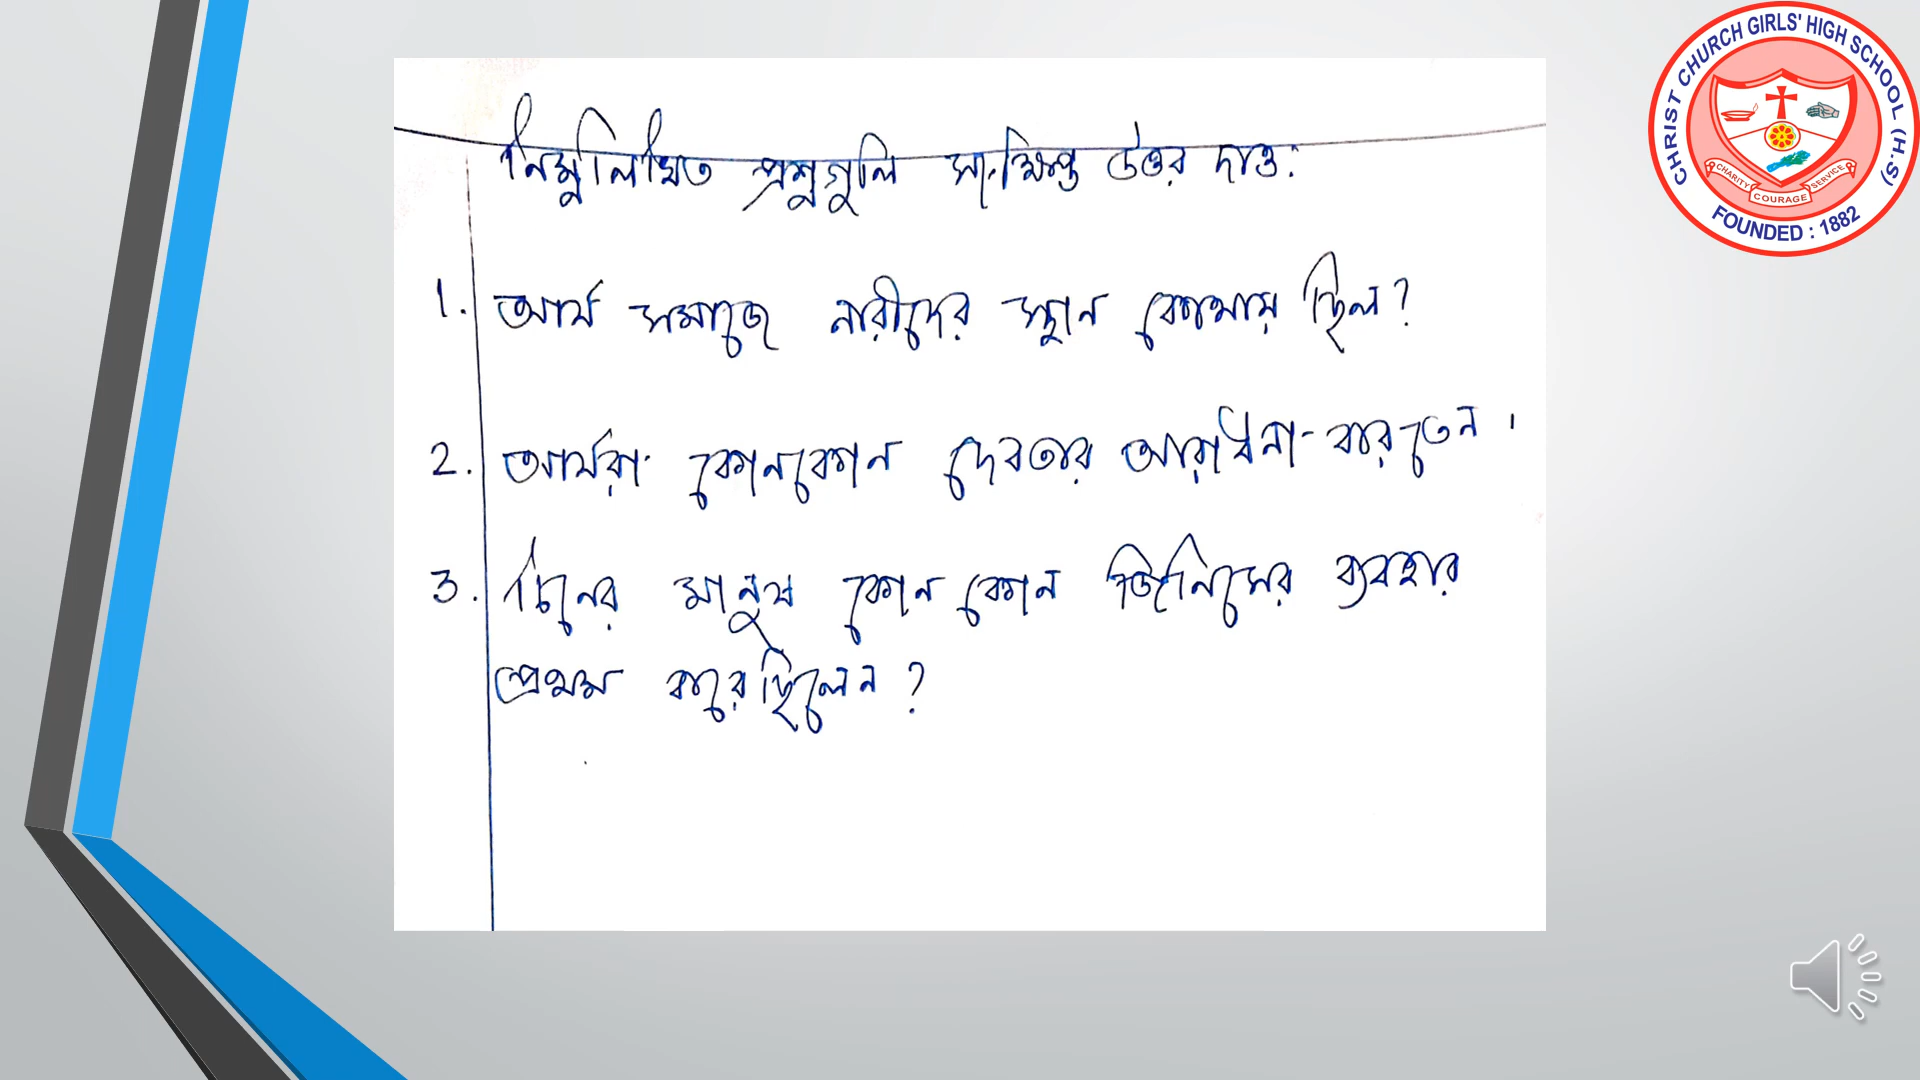 নিম্নলিখিত প্রশ্নগুলি সংক্ষিপ্ত উত্তর দাও:
1. আর্য সমাজে নারীদের স্থান কোথায় ছিল?
2. আর্যরা কোনকোন দেবতার আরাধনা করতেন।
3. চিনের মানুষ কোন কোন জিনিসের ব্যবহার
প্রথম করেছিলেন?
CHRIST CHURCH GIRLS' HIGH SCHOOL (H.S)
CHARITY COURAGE SERVICE
FOUNDED : 1882